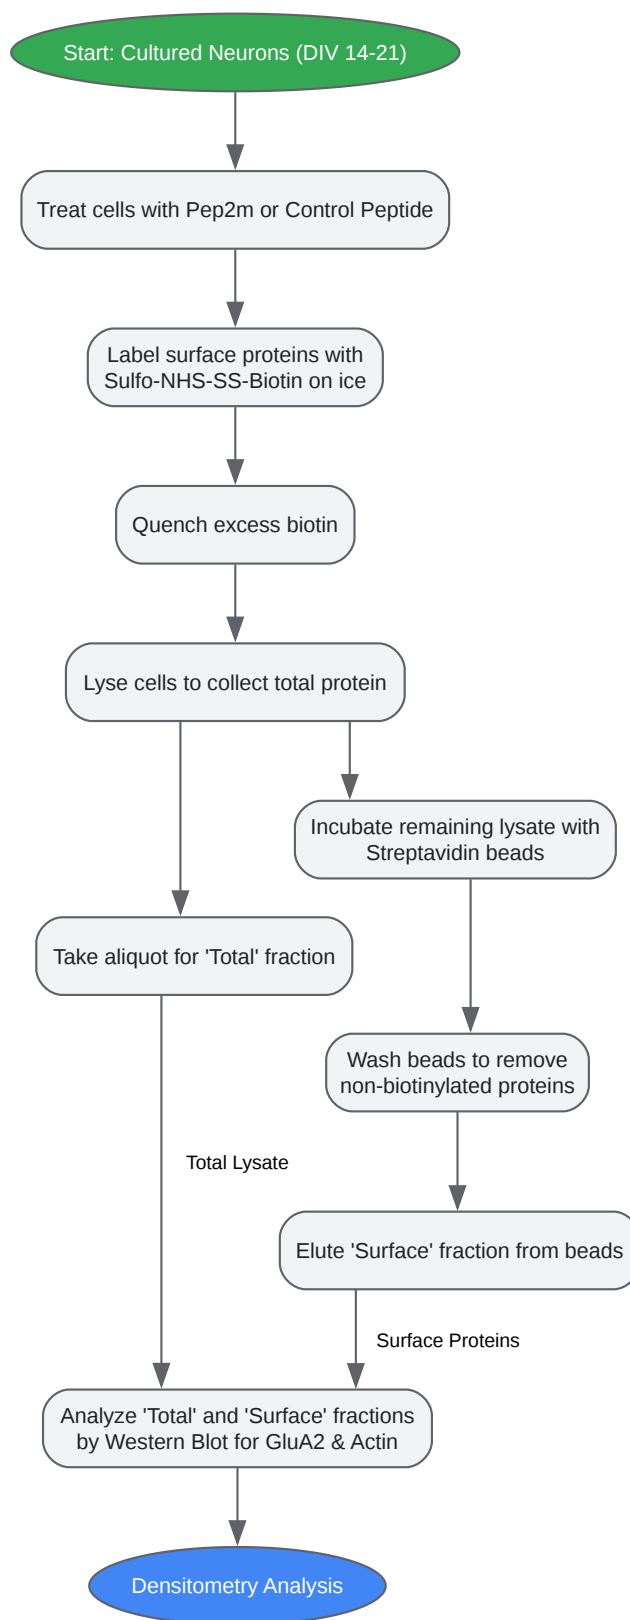 Start: Cultured Neurons (DIV 14-21)
Treat cells with Pep2m or Control Peptide
Label surface proteins with
Sulfo-NHS-SS-Biotin on ice
Quench excess biotin
Lyse cells to collect total protein
Incubate remaining lysate with
Streptavidin beads
Take aliquot for 'Total' fraction
Wash beads to remove
non-biotinylated proteins
Total Lysate
Elute 'Surface' fraction from beads
Surface Proteins
Analyze 'Total' and 'Surface' fractions
by Western Blot for GluA2 & Actin
Densitometry Analysis